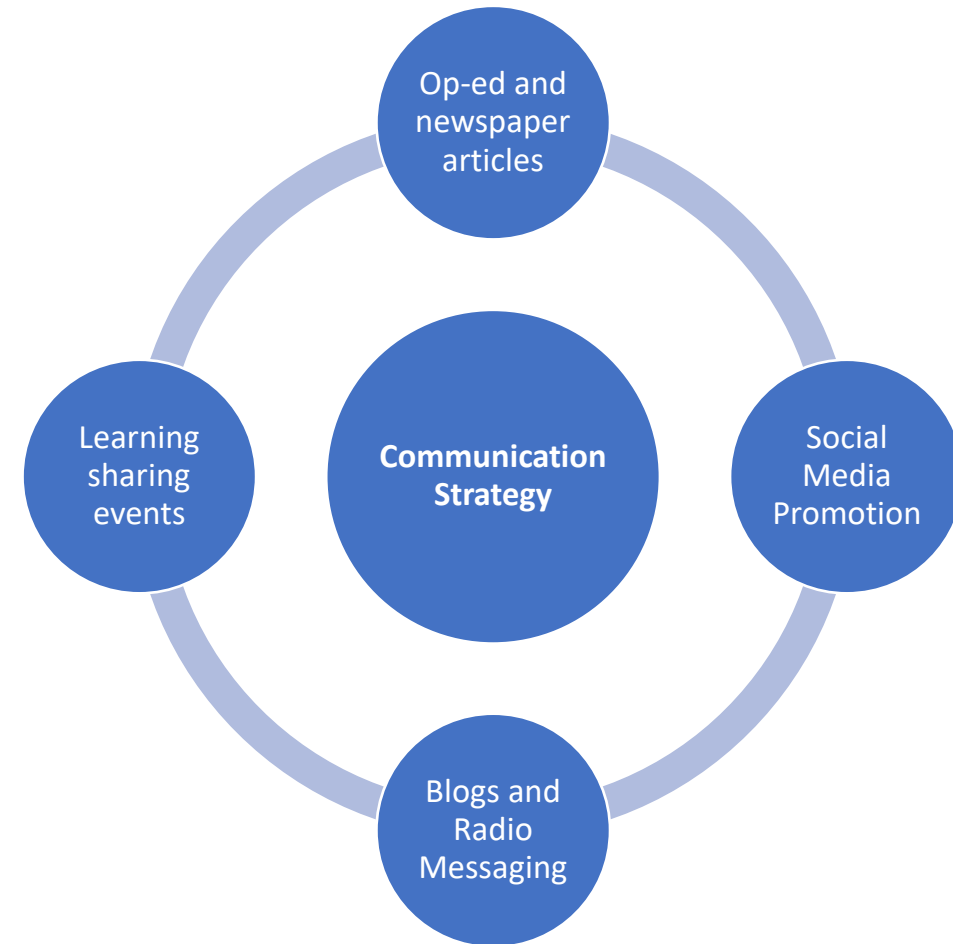 Op-ed and
newspaper
articles
Learning
sharing
events
Communication
Strategy
Social
Media
Promotion
Blogs and
Radio
Messaging